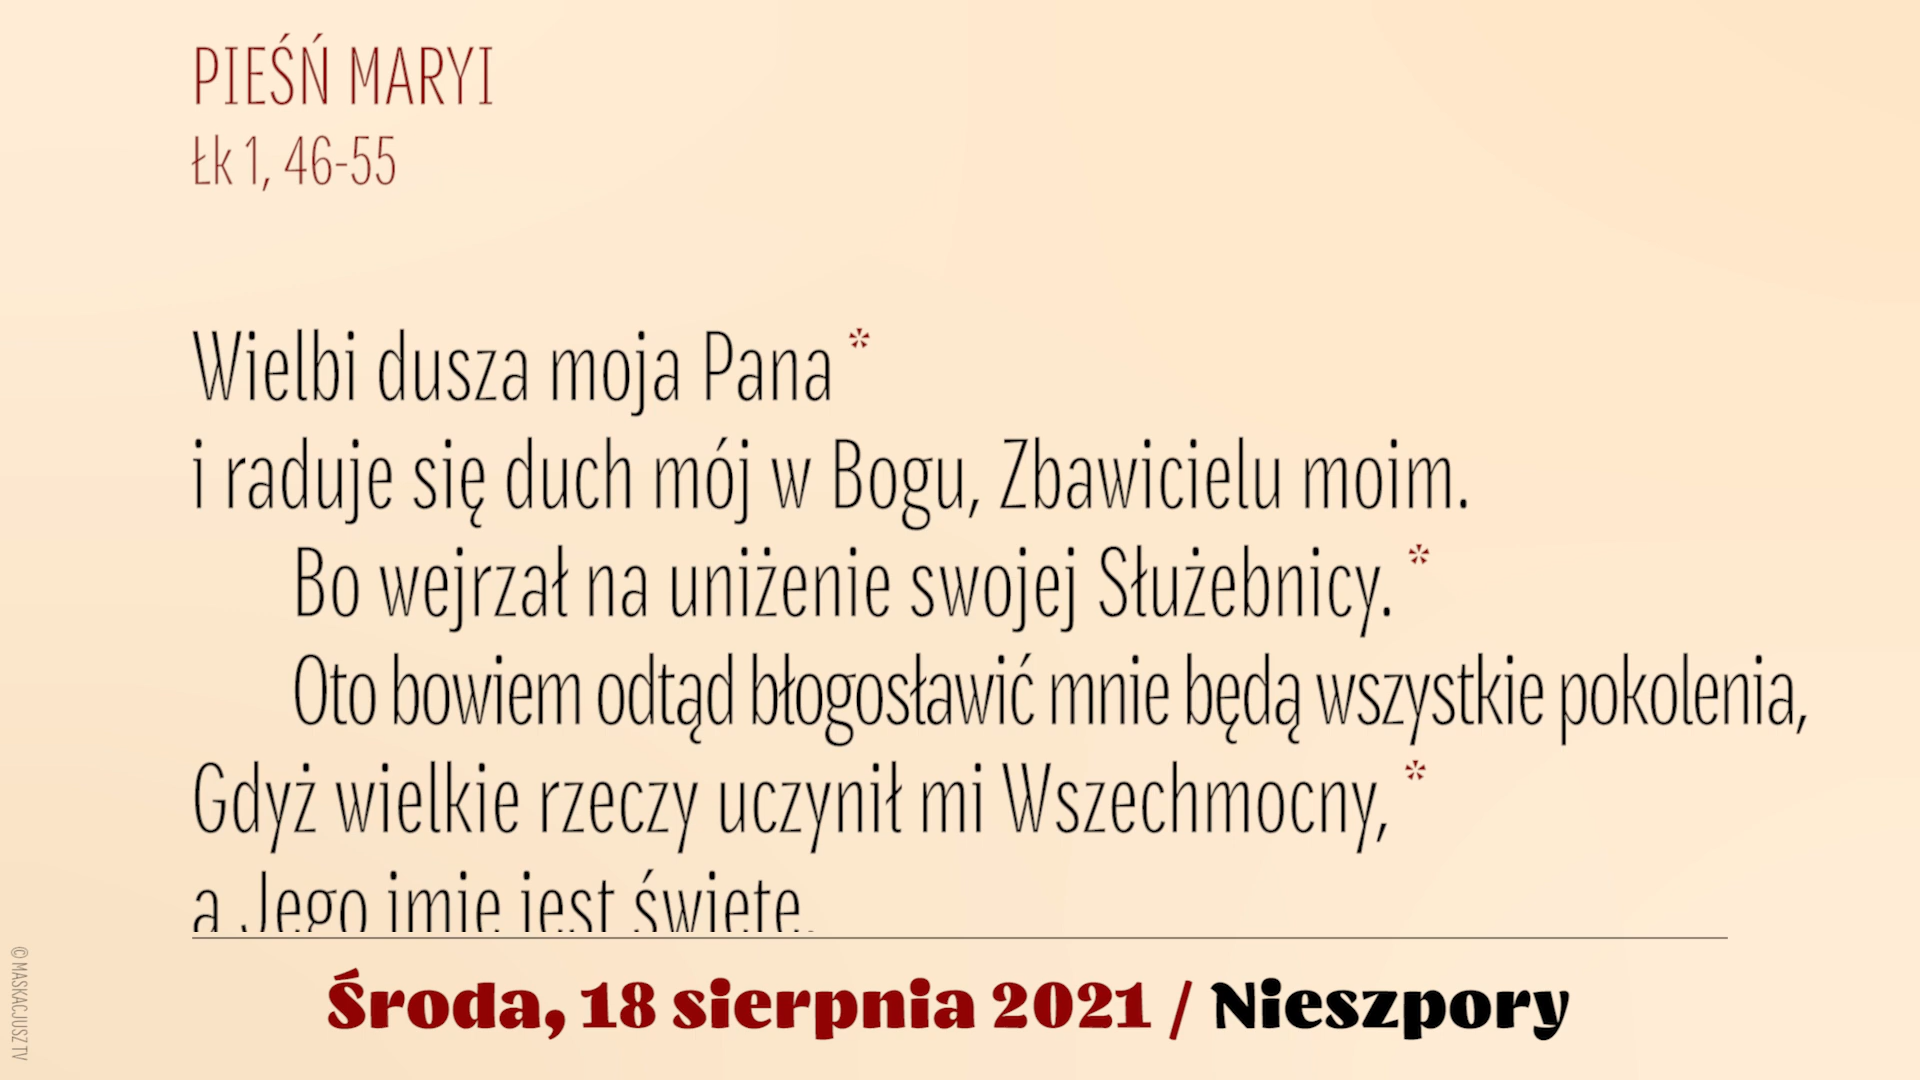 PIEŚŃ MARYI
Łk 1, 46-55
Wielbi dusza moja Pana *
i raduje się duch mój w Bogu, Zbawicielu moim.
Bo wejrzał na uniżenie swojej Służebnicy. *
Oto bowiem odtąd błogosławić mnie będą wszystkie pokolenia,
Gdyż wielkie rzeczy uczynił mi Wszechmocny, *
a Jego imię jest święte.
Środa, 18 sierpnia 2021 / Nieszpory
© MASKACJUSZ TV